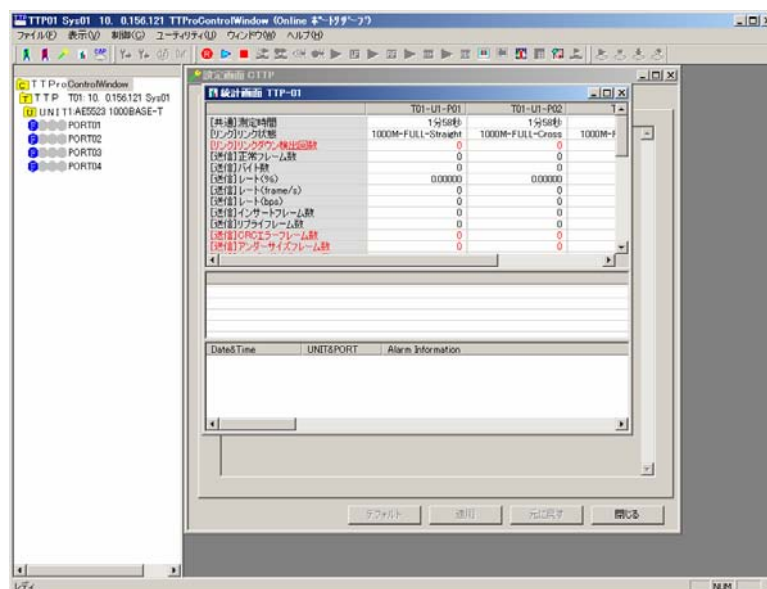 TTP01 Sys01 10. 0.156.121 TTProControlWindow (Online ポートリザーブ)
ファイル(F) 表示(V) 制御(C) ユーティリティ(U) ウィンドウ(W) ヘルプ(H)
TTProControlWindow
TTP T01: 10. 0.156.121 Sys01
UNIT1:AE5523 1000BASE-T
PORT01
PORT02
PORT03
PORT04
設定画面 CTTP
統計画面 TTP-01
T01-U1-P01 T01-U1-P02
[共通]測定時間 1分58秒 1分58秒
[リンク]リンク状態 1000M-FULL-Straight 1000M-FULL-Cross 1000M-F
[リンク]リンクダウン検出回数 0 0
[送信]正常フレーム数 0 0
[送信]バイト数 0 0
[送信]レート(%) 0.00000 0.00000
[送信]レート(frame/s) 0 0
[送信]レート(bps) 0 0
[送信]インサートフレーム数 0 0
[送信]リプライフレーム数 0 0
[送信]CRCエラーフレーム数 0 0
[送信]アンダーサイズフレーム数 0 0
Date&Time UNIT&PORT Alarm Information
デフォルト 適用 元に戻す 閉じる
レディ NUM